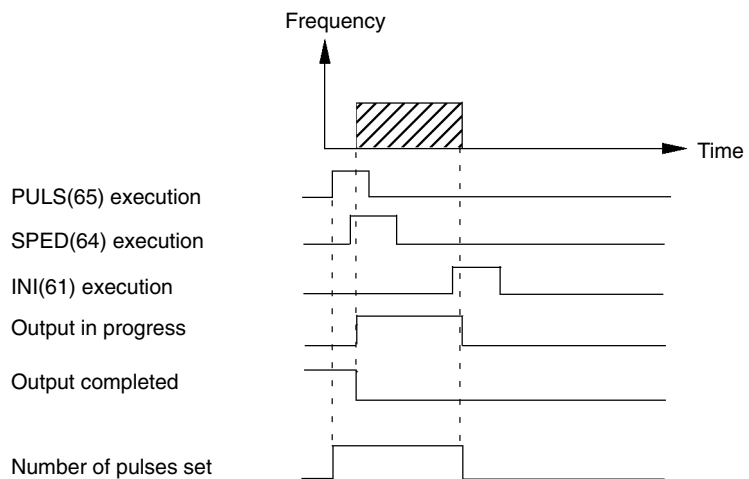 Frequency
Time
PULS(65) execution
SPED(64) execution
INI(61) execution
Output in progress
Output completed
Number of pulses set